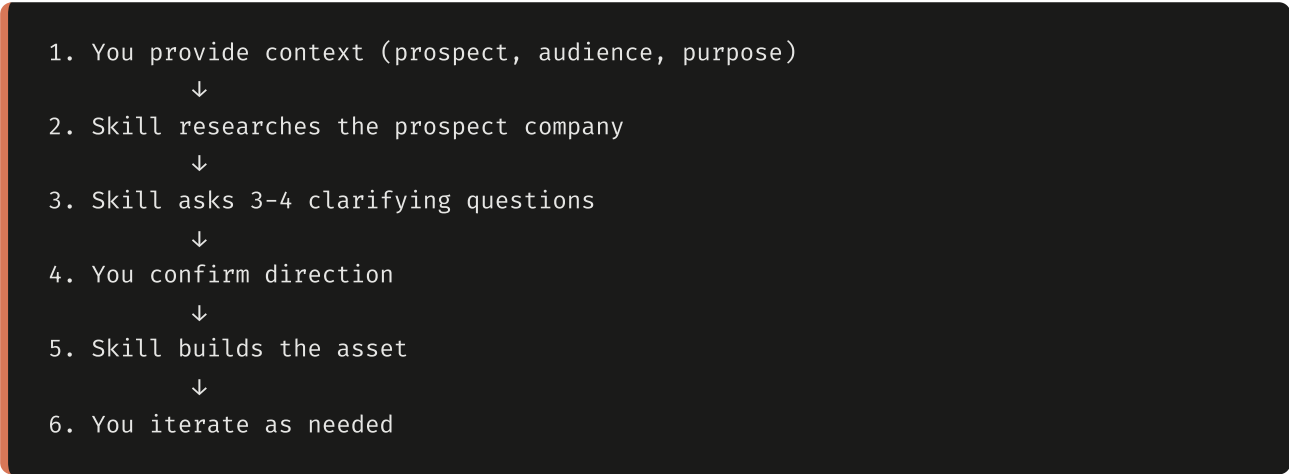 1. You provide context (prospect, audience, purpose)
↓
2. Skill researches the prospect company
↓
3. Skill asks 3-4 clarifying questions
↓
4. You confirm direction
↓
5. Skill builds the asset
↓
6. You iterate as needed